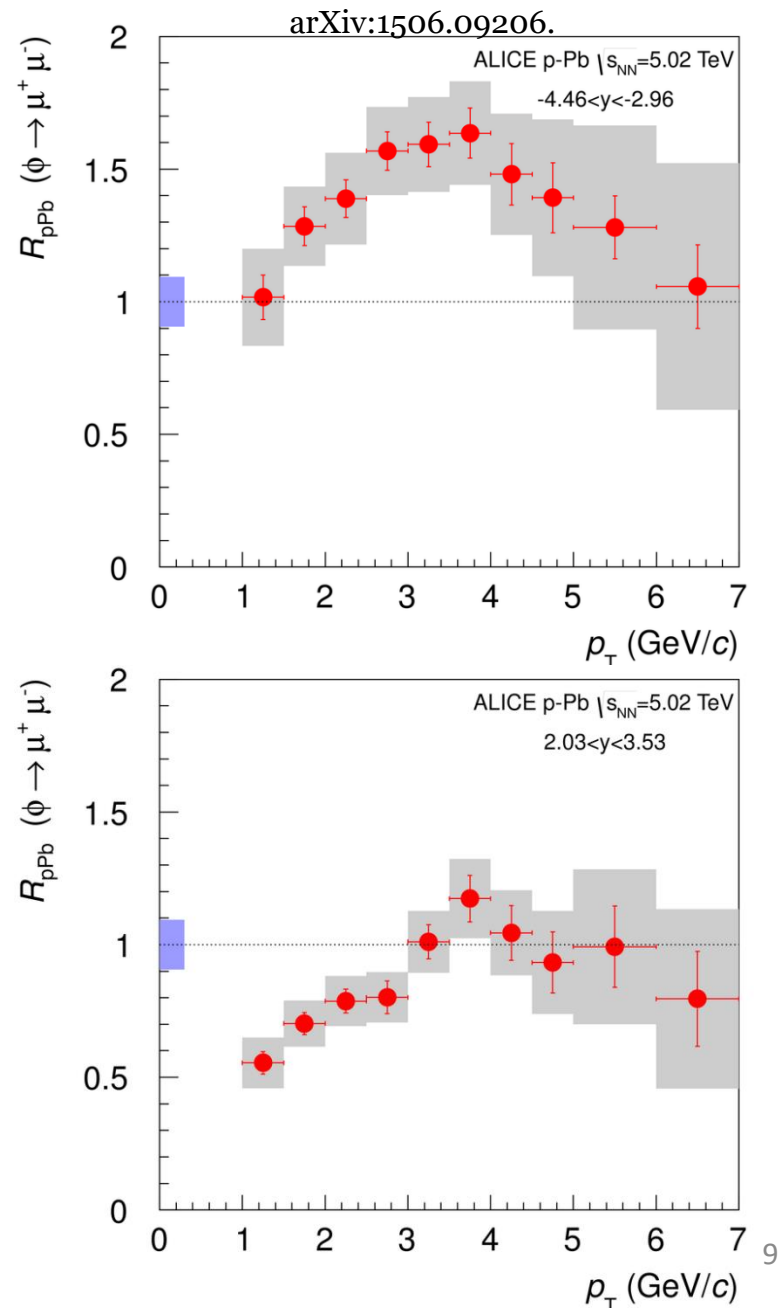 arXiv:1506.09206.
2
ALICE p-Pb √sNN=5.02 TeV
-4.46<y<-2.96
1.5
1
0.5
0
RpPb (ϕ → μ+ μ-)
0 1 2 3 4 5 6 7
pT (GeV/c)
2
ALICE p-Pb √sNN=5.02 TeV
2.03<y<3.53
1.5
1
0.5
0
RpPb (ϕ → μ+ μ-)
0 1 2 3 4 5 6 7
9
pT (GeV/c)